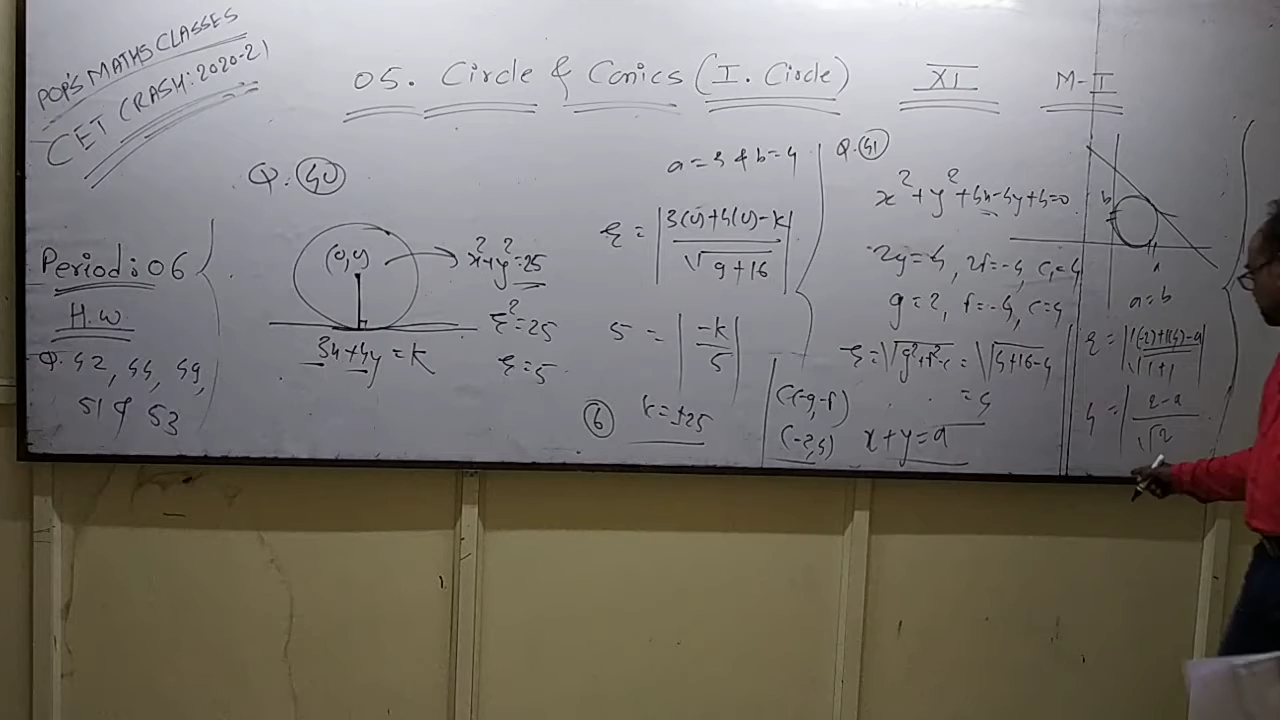 POP'S MATHS CLASSES
CET (CRASH: 2020-21
05. Circle & Conics (I. Circle) XI M-II
Period: 06
H.W.
Q. 42, 44, 49,
51 & 53
Q. 40
(0,0)
x²+y²=25
r²=25
r=5
3x+4y=k
a=3 & b=4
r = |3(0)+4(0)-k| / √9+16
5 = |-k/5|
6 k=±25
Q. 41
x²+y²+4x-8y+4=0
2g=4, 2f=-8, c=4
g=2, f=-4, c=4
r=√g²+f²-c = √4+16-4
= 4
C(-g,-f)
(-2,4) x+y=a
b
a
a=b
r = |1(-2)+1(4)-a| / √1+1
4 = |2-a / √2